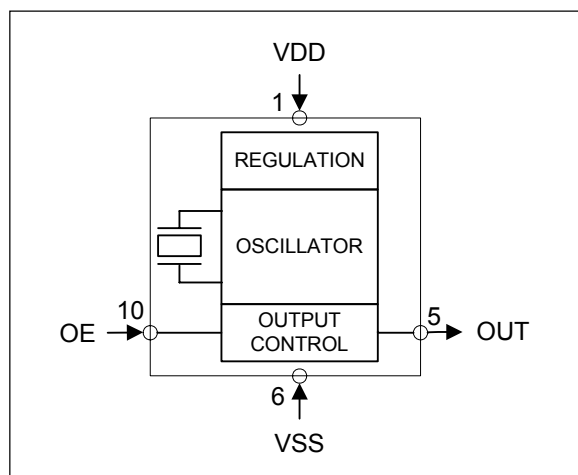 VDD
1
REGULATION
OSCILLATOR
10
OE
OUTPUT
CONTROL
5
OUT
6
VSS